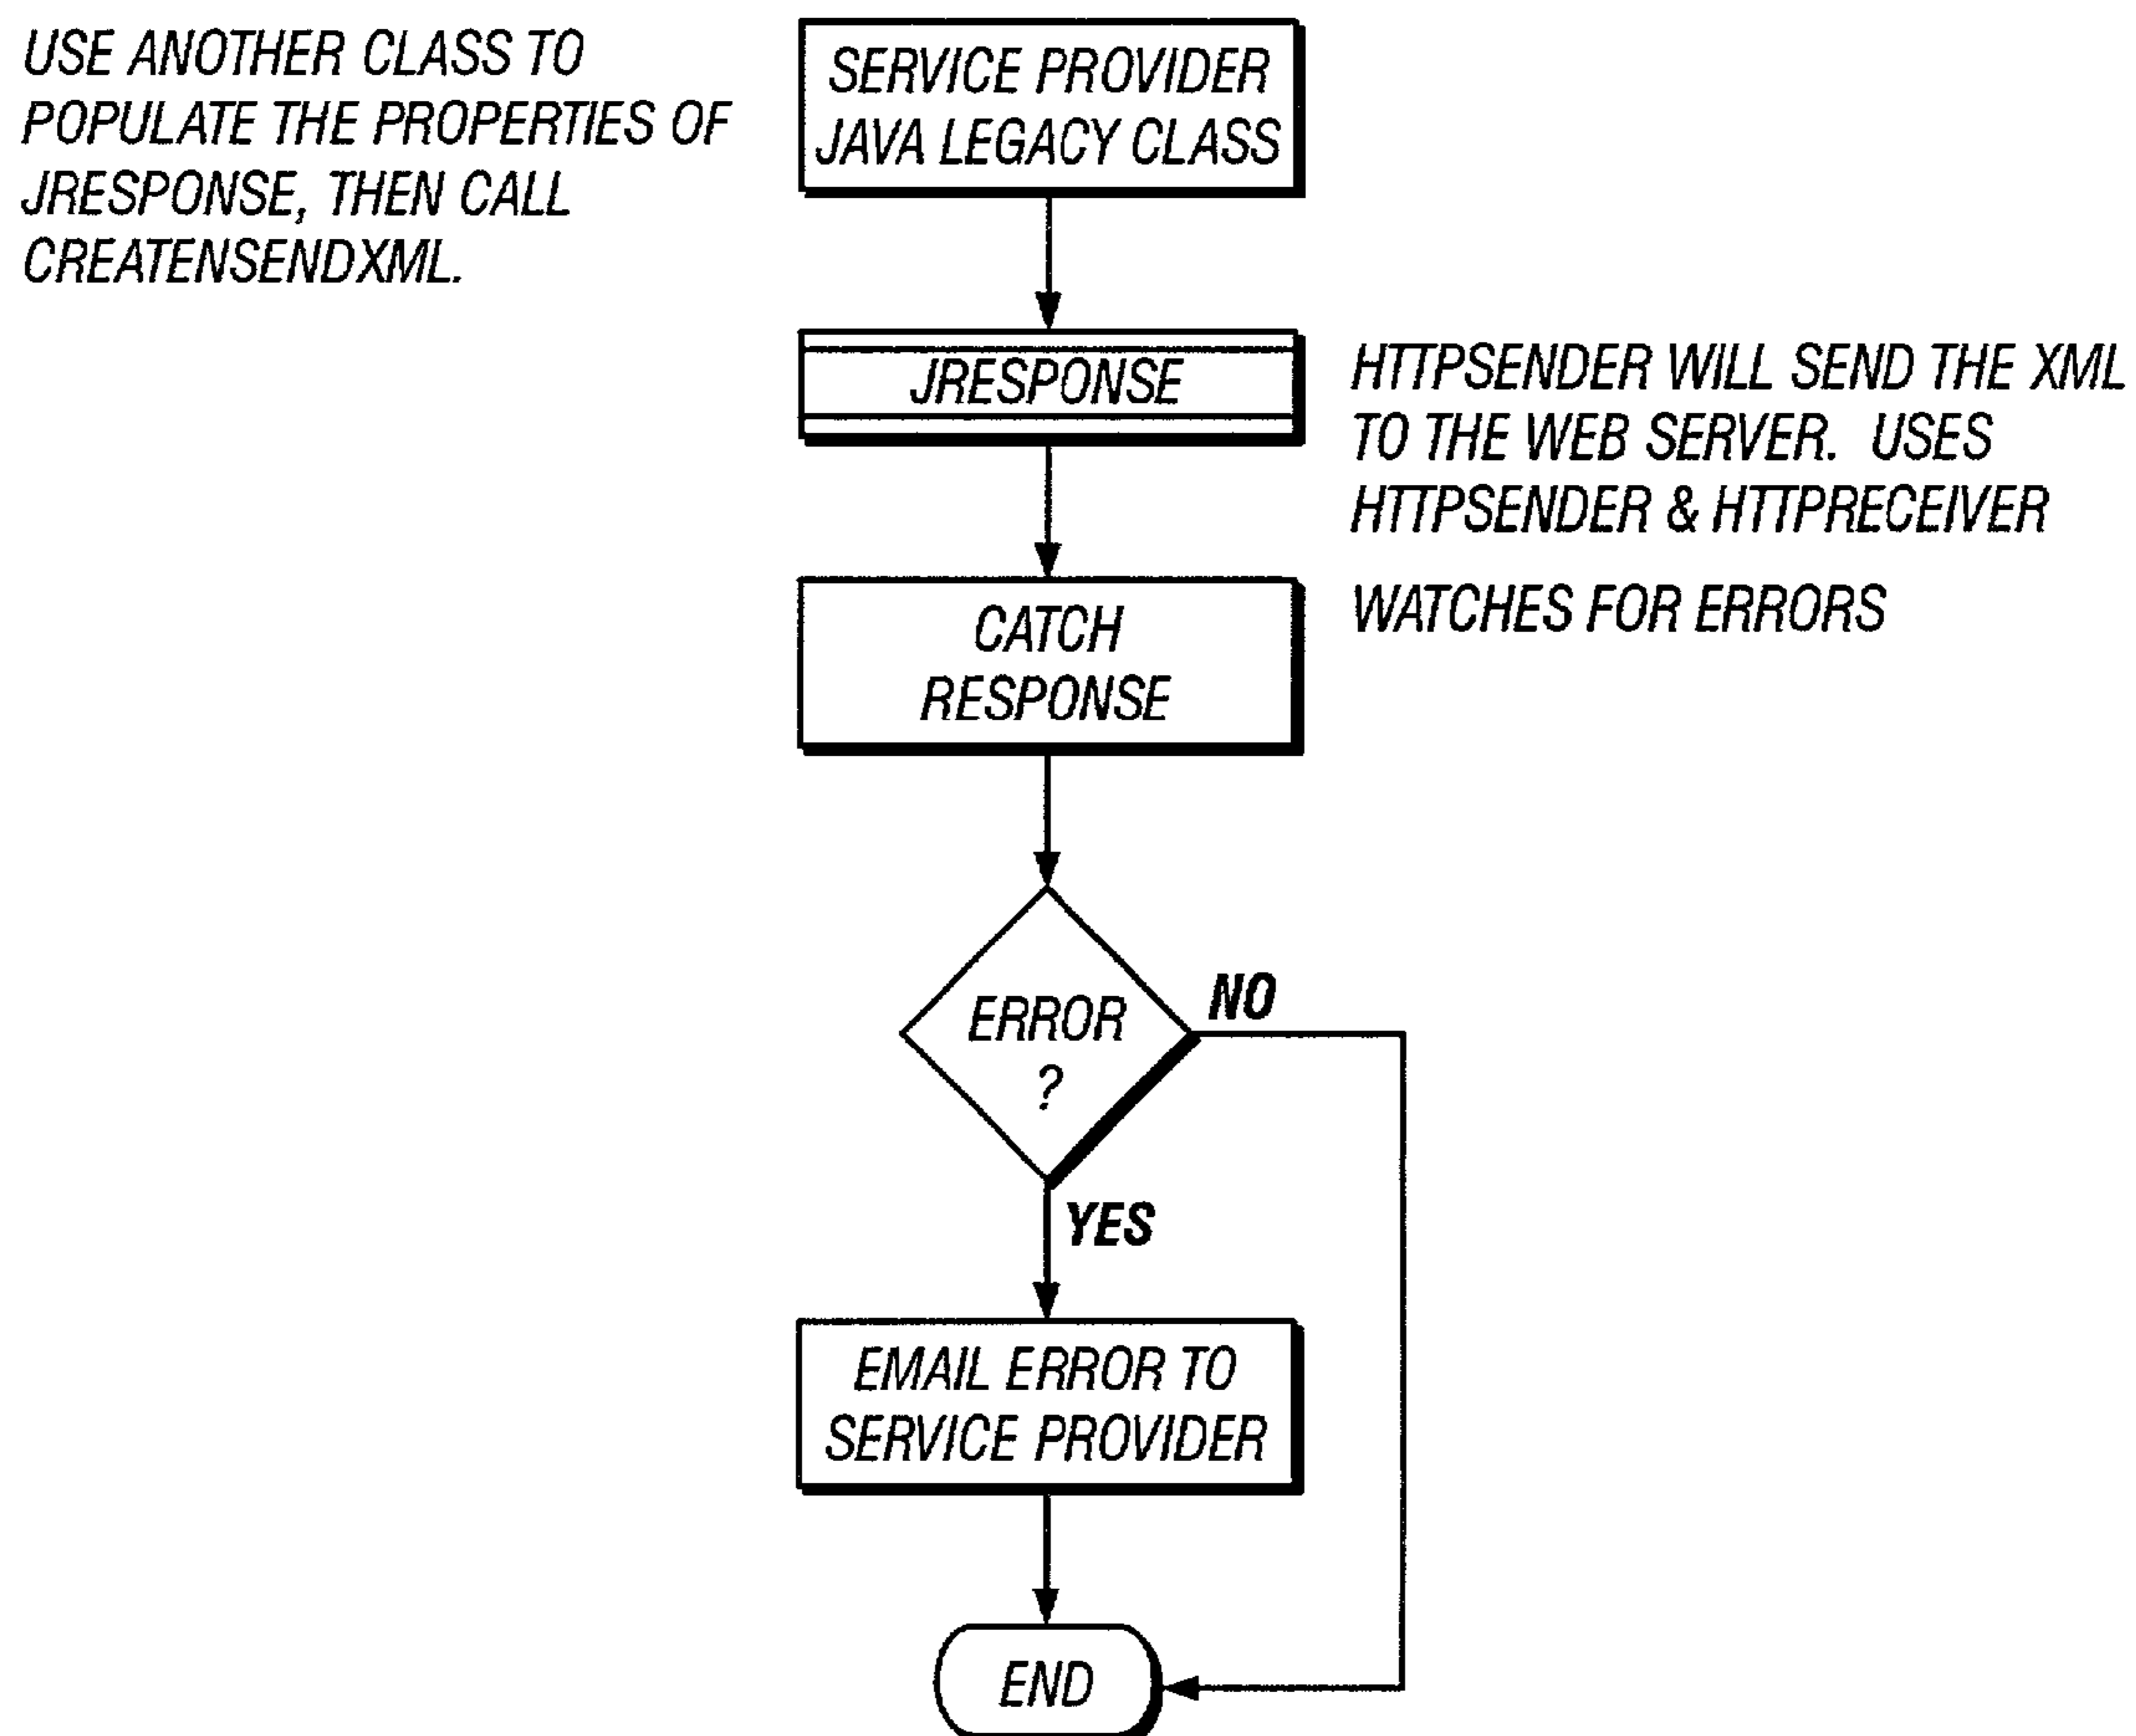 USE ANOTHER CLASS TO
POPULATE THE PROPERTIES OF
JRESPONSE, THEN CALL
CREATENSENDXML.
SERVICE PROVIDER
JAVA LEGACY CLASS
JRESPONSE
HTTPSENDER WILL SEND THE XML
TO THE WEB SERVER. USES
HTTPSENDER & HTTPRECEIVER
CATCH
RESPONSE
WATCHES FOR ERRORS
ERROR
?
NO
YES
EMAIL ERROR TO
SERVICE PROVIDER
END